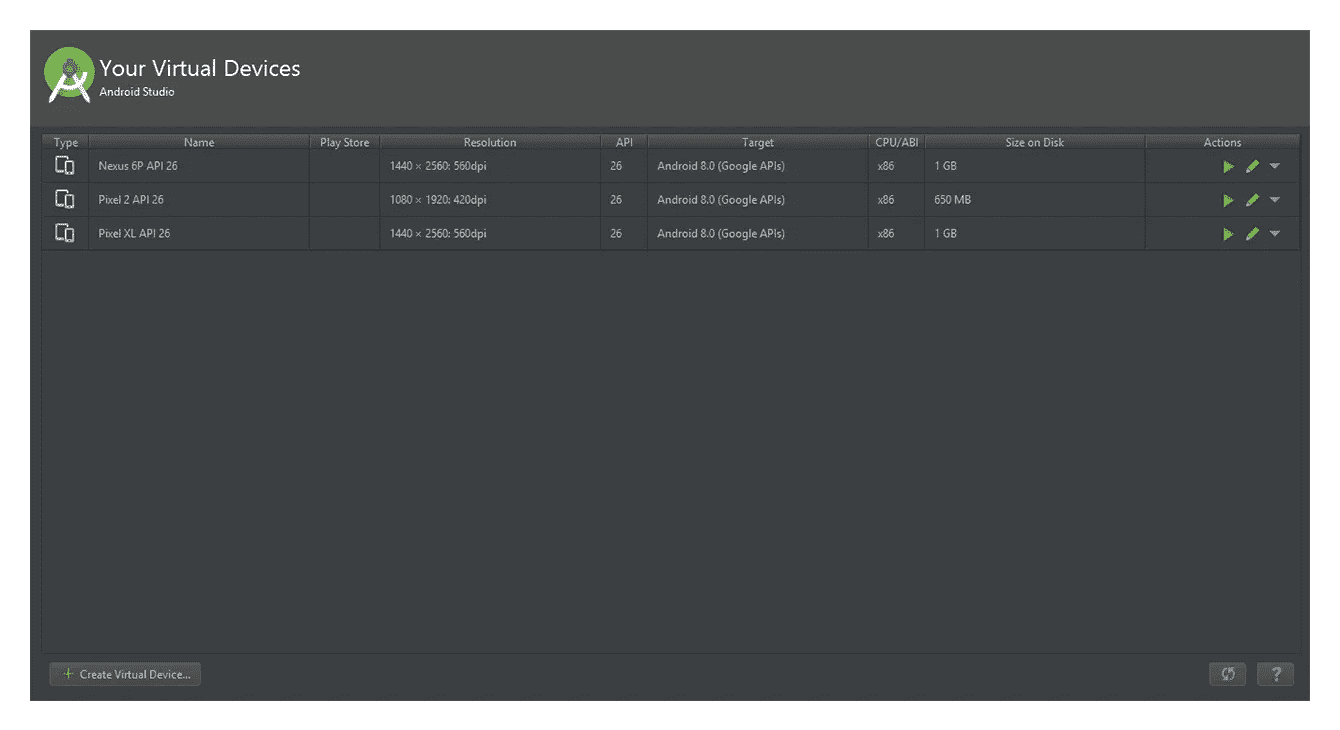 Your Virtual Devices
Android Studio
Type Name Play Store Resolution API Target CPU/ABI Size on Disk Actions
Nexus 6P API 26 1440 × 2560: 560dpi 26 Android 8.0 (Google APIs) x86 1 GB
Pixel 2 API 26 1080 × 1920: 420dpi 26 Android 8.0 (Google APIs) x86 650 MB
Pixel XL API 26 1440 × 2560: 560dpi 26 Android 8.0 (Google APIs) x86 1 GB
+ Create Virtual Device... ?